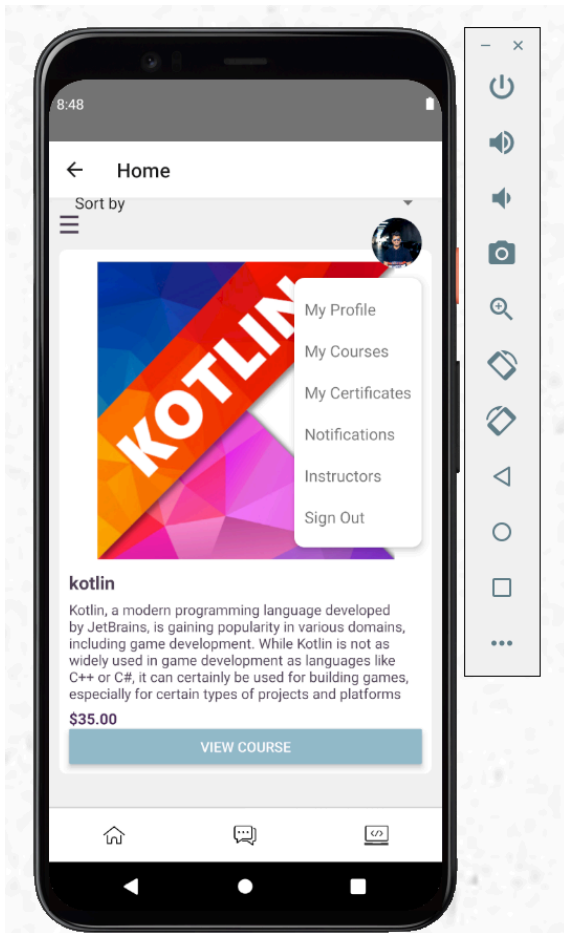 8:48
Home
Sort by
KOTLIN
My Profile
My Courses
My Certificates
Notifications
Instructors
Sign Out
kotlin
Kotlin, a modern programming language developed
by JetBrains, is gaining popularity in various domains,
including game development. While Kotlin is not as
widely used in game development as languages like
C++ or C#, it can certainly be used for building games,
especially for certain types of projects and platforms
$35.00
VIEW COURSE